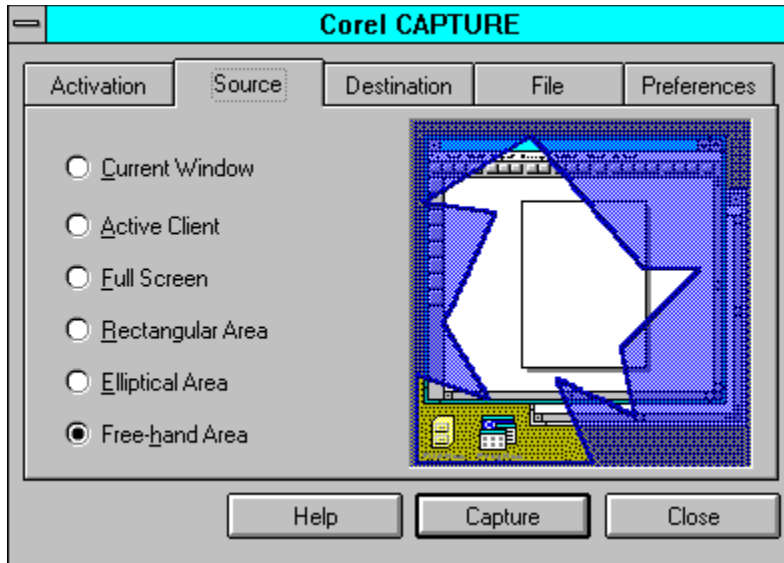 Corel CAPTURE
Activation Source Destination File Preferences
Current Window
Active Client
Full Screen
Rectangular Area
Elliptical Area
Free-hand Area
Help Capture Close